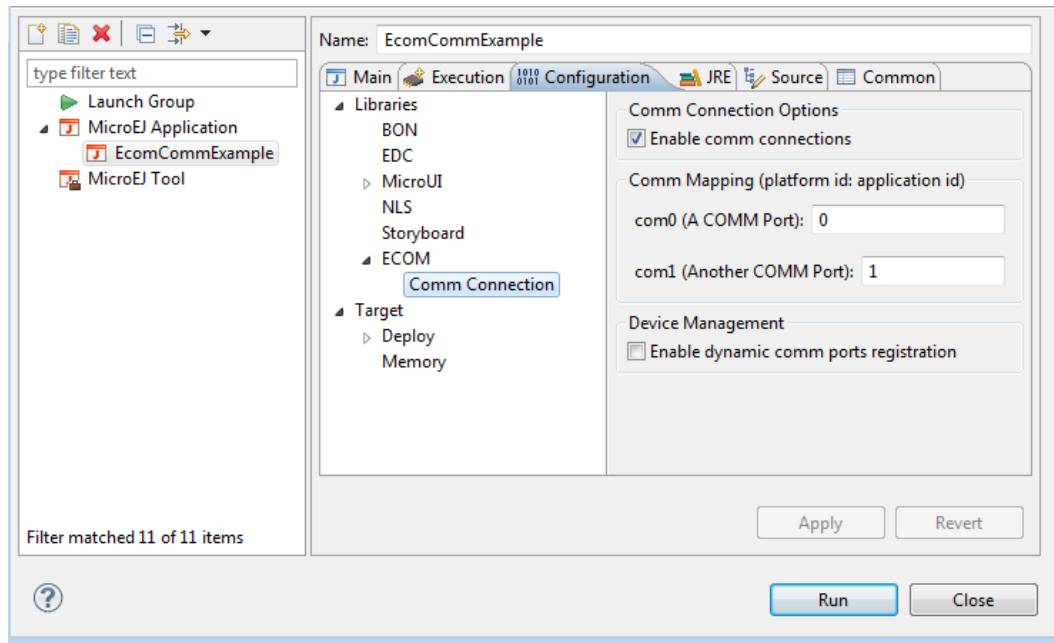 Name: EcomCommExample
type filter text
Launch Group
MicroEJ Application
EcomCommExample
MicroEJ Tool
Filter matched 11 of 11 items
Main Execution Configuration JRE Source Common
Libraries
BON
EDC
MicroUI
NLS
Storyboard
ECOM
Comm Connection
Target
Deploy
Memory
Comm Connection Options
Enable comm connections
Comm Mapping (platform id: application id)
com0 (A COMM Port): 0
com1 (Another COMM Port): 1
Device Management
Enable dynamic comm ports registration
Apply Revert
Run Close